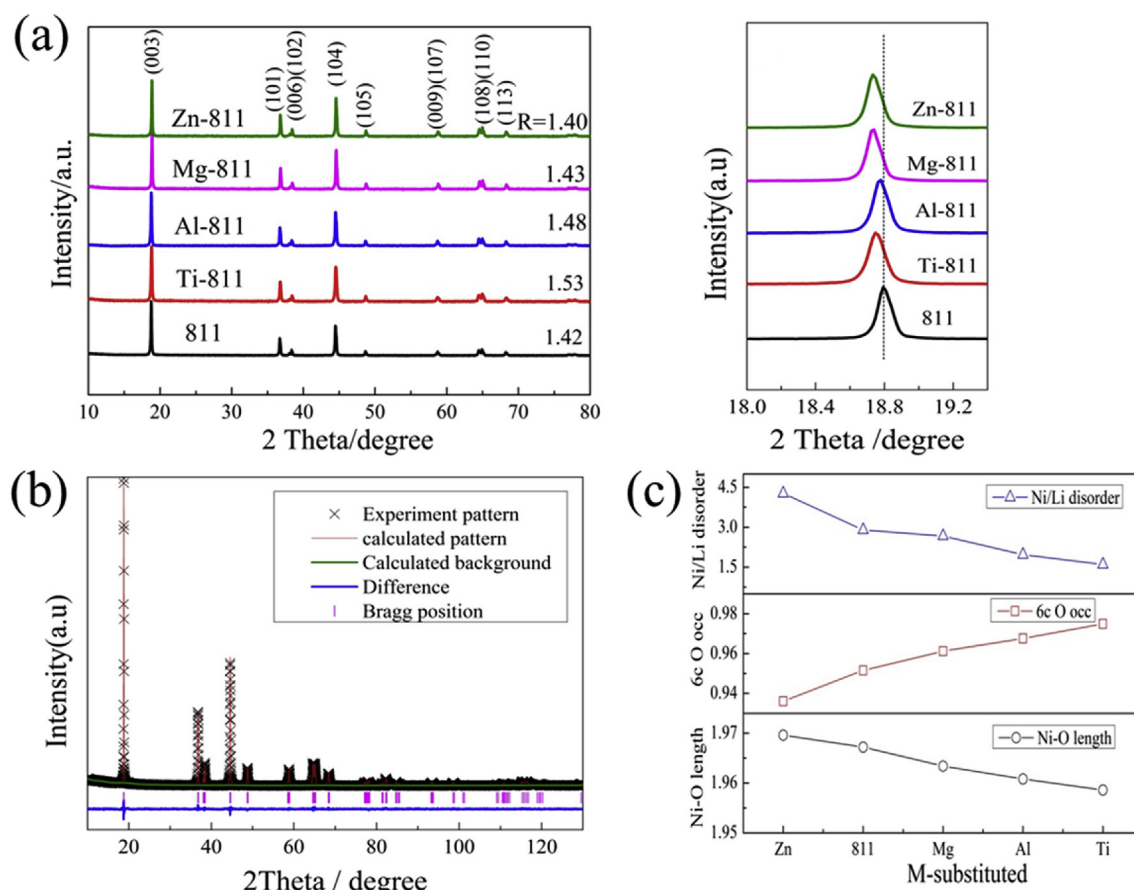 (a)
Intensity/a.u.
(003)
(101)
(006)(102)
(104)
(105)
(009)(107)
(108)(110)
(113)
Zn-811
R=1.40
Mg-811
1.43
Al-811
1.48
Ti-811
1.53
811
1.42
10 20 30 40 50 60 70 80
2 Theta/degree
Intensity(a.u)
Zn-811
Mg-811
Al-811
Ti-811
811
18.0 18.4 18.8 19.2
2 Theta /degree
(b)
Intensity(a.u)
Experiment pattern
calculated pattern
Calculated background
Difference
Bragg position
20 40 60 80 100 120
2Theta / degree
(c)
Ni/Li disorder
4.5
3.0
1.5
Ni/Li disorder
6c O occ
0.98
0.96
0.94
6c O occ
Ni-O length
1.97
1.96
1.95
Ni-O length
Zn 811 Mg Al Ti
M-substituted